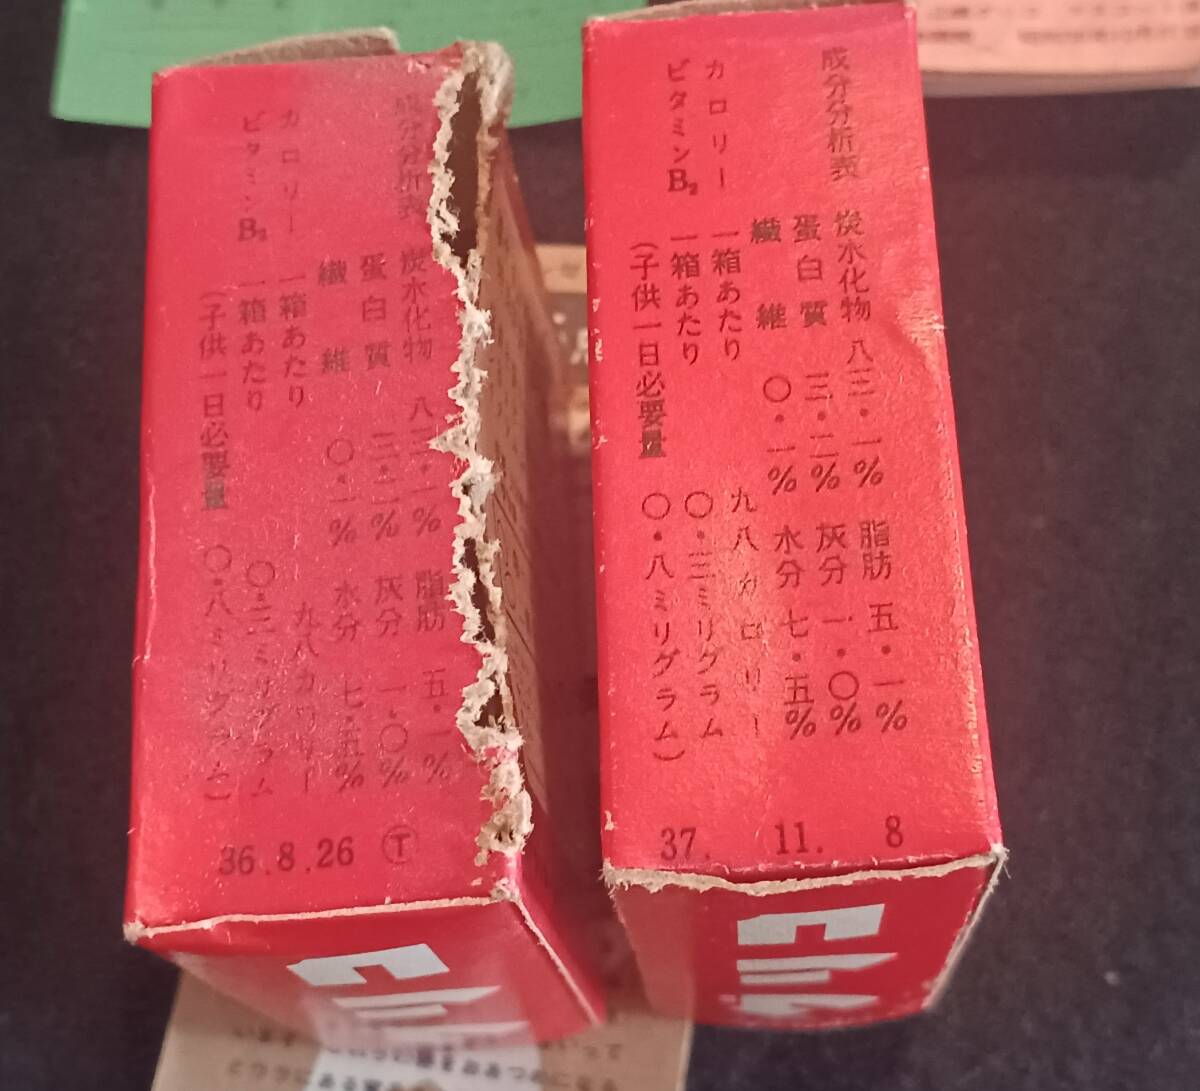 成分分析表
炭水化物 八三・一% 脂肪 五・一%
蛋白質 三・二% 灰分 一・〇%
繊維 〇・一% 水分 七・五%
カロリー 一箱あたり 九八カロリー
ビタミンB₂ 一箱あたり 〇・三ミリグラム
(子供一日必要量 〇・八ミリグラム)
36.8.26 Ⓣ
成分分析表
炭水化物 八三・一% 脂肪 五・一%
蛋白質 三・二% 灰分 一・〇%
繊維 〇・一% 水分 七・五%
カロリー 一箱あたり 九八カロリー
ビタミンB₂ 一箱あたり 〇・三ミリグラム
(子供一日必要量 〇・八ミリグラム)
37. 11. 8